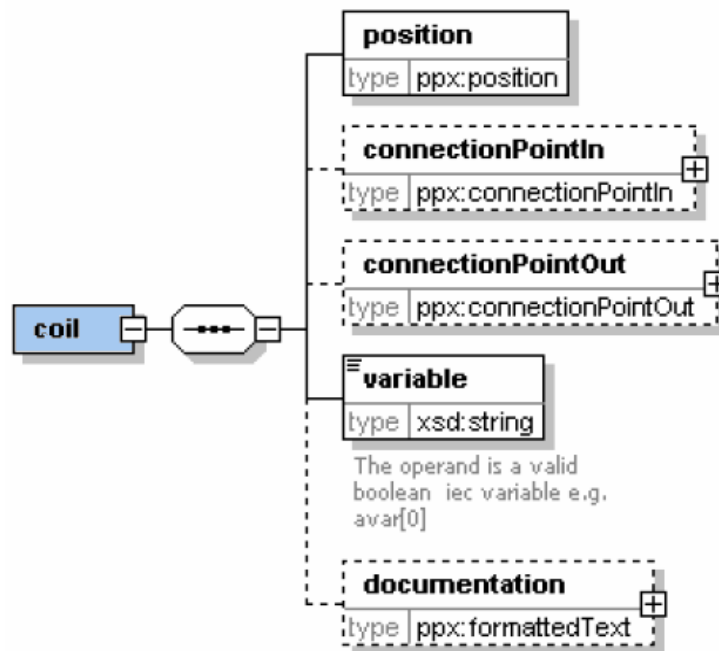 position
type ppx:position
connectionPointIn
type ppx:connectionPointIn
connectionPointOut
type ppx:connectionPointOut
coil
variable
type xsd:string
The operand is a valid
boolean iec variable e.g.
avar[0]
documentation
type ppx:formattedText